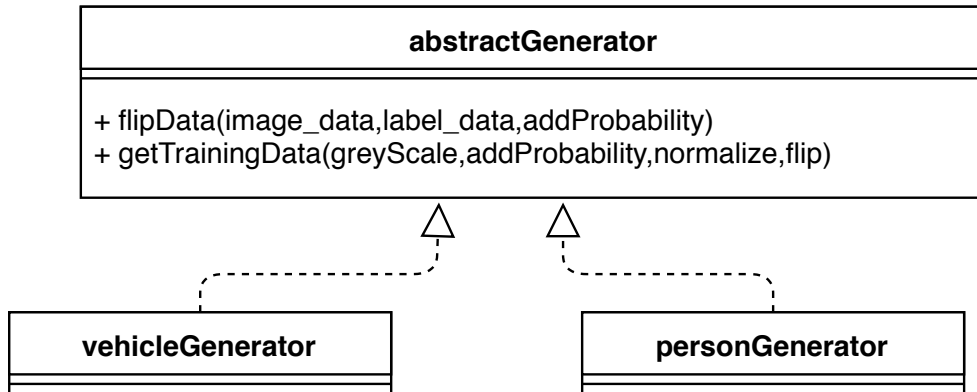 abstractGenerator
+ flipData(image_data,label_data,addProbability)
+ getTrainingData(greyScale,addProbability,normalize,flip)
vehicleGenerator
personGenerator